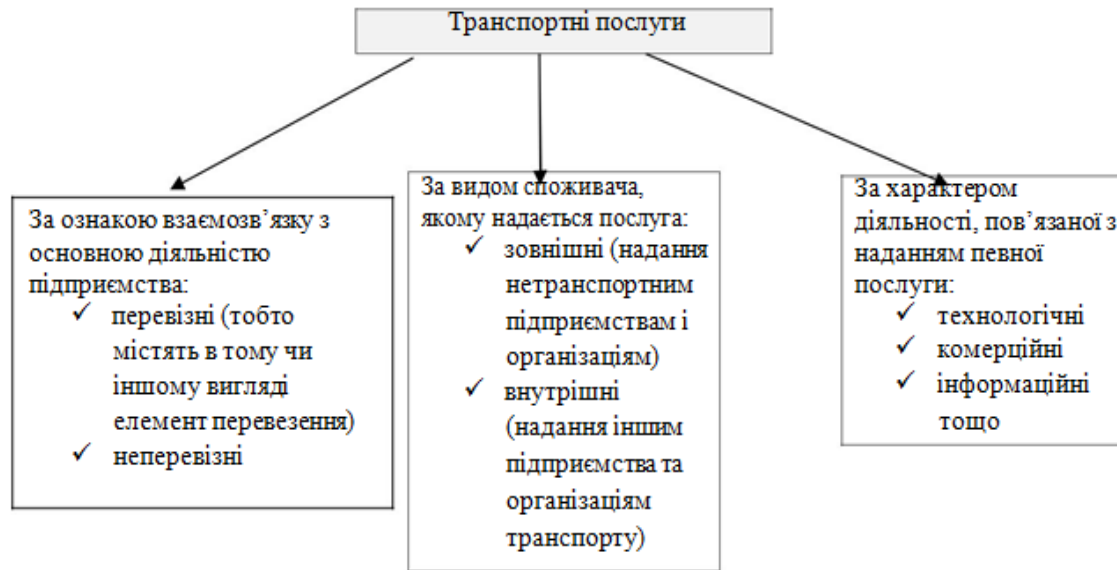 Транспортні послуги
За ознакою взаємозв’язку з
основною діяльністю
підприємства:
✓ перевізні (тобто
містять в тому чи
іншому вигляді
елемент перевезення)
✓ неперевізні
За видом споживача,
якому надається послуга:
✓ зовнішні (надання
нетранспортним
підприємствам і
організаціям)
✓ внутрішні
(надання іншим
підприємства та
організаціям
транспорту)
За характером
діяльності, пов’язаної з
наданням певної
послуги:
✓ технологічні
✓ комерційні
✓ інформаційні
тощо